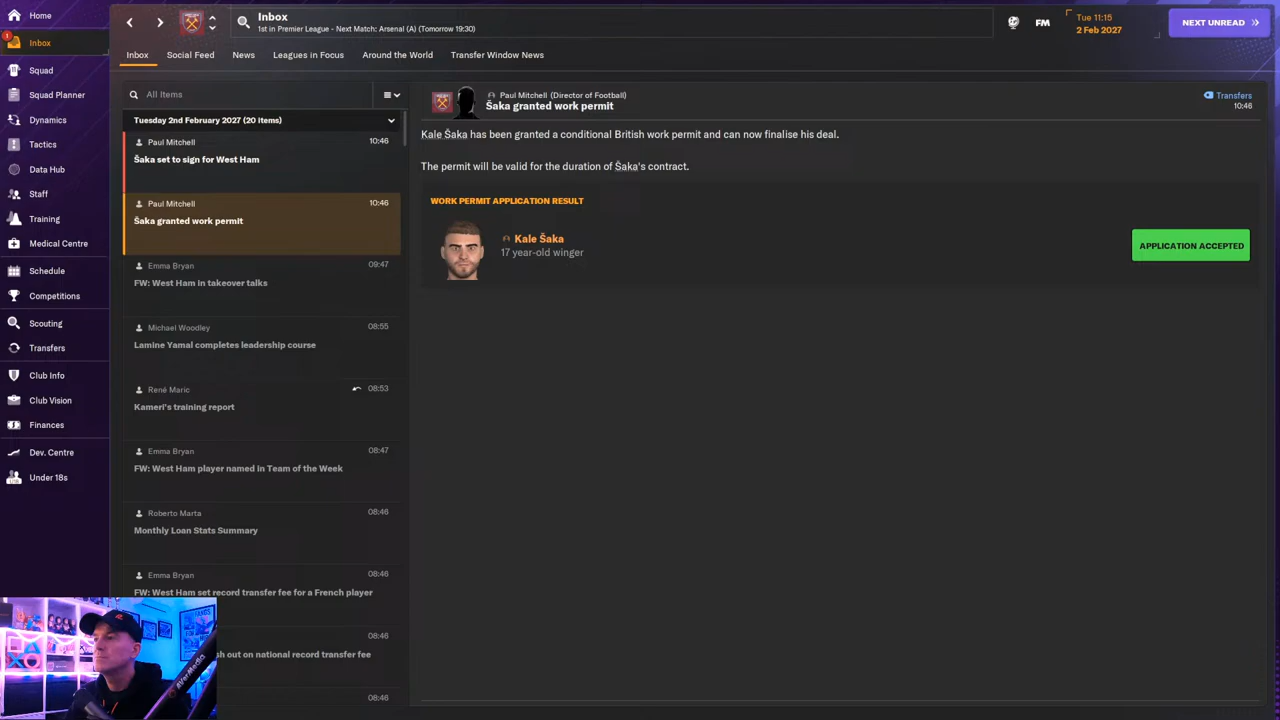 Home
Inbox
1
Squad
Squad Planner
Dynamics
Tactics
Data Hub
Staff
Training
Medical Centre
Schedule
Competitions
Scouting
Transfers
Club Info
Club Vision
Finances
Dev. Centre
Under 18s
Inbox
1st in Premier League - Next Match: Arsenal (A) (Tomorrow 19:30)
FM
Tue 11:15
2 Feb 2027
NEXT UNREAD
Inbox
Social Feed
News
Leagues in Focus
Around the World
Transfer Window News
All Items
Tuesday 2nd February 2027 (20 items)
Paul Mitchell 10:46
Šaka set to sign for West Ham
Paul Mitchell 10:46
Šaka granted work permit
Emma Bryan 09:47
FW: West Ham in takeover talks
Michael Woodley 08:55
Lamine Yamal completes leadership course
René Maric 08:53
Kameri's training report
Emma Bryan 08:47
FW: West Ham player named in Team of the Week
Roberto Marta 08:46
Monthly Loan Stats Summary
Emma Bryan 08:46
FW: West Ham set record transfer fee for a French player
08:46
sh out on national record transfer fee
08:46
Paul Mitchell (Director of Football)
Šaka granted work permit
Transfers
10:46
Kale Šaka has been granted a conditional British work permit and can now finalise his deal.
The permit will be valid for the duration of Šaka's contract.
WORK PERMIT APPLICATION RESULT
Kale Šaka
17 year-old winger
APPLICATION ACCEPTED
AVerMedia